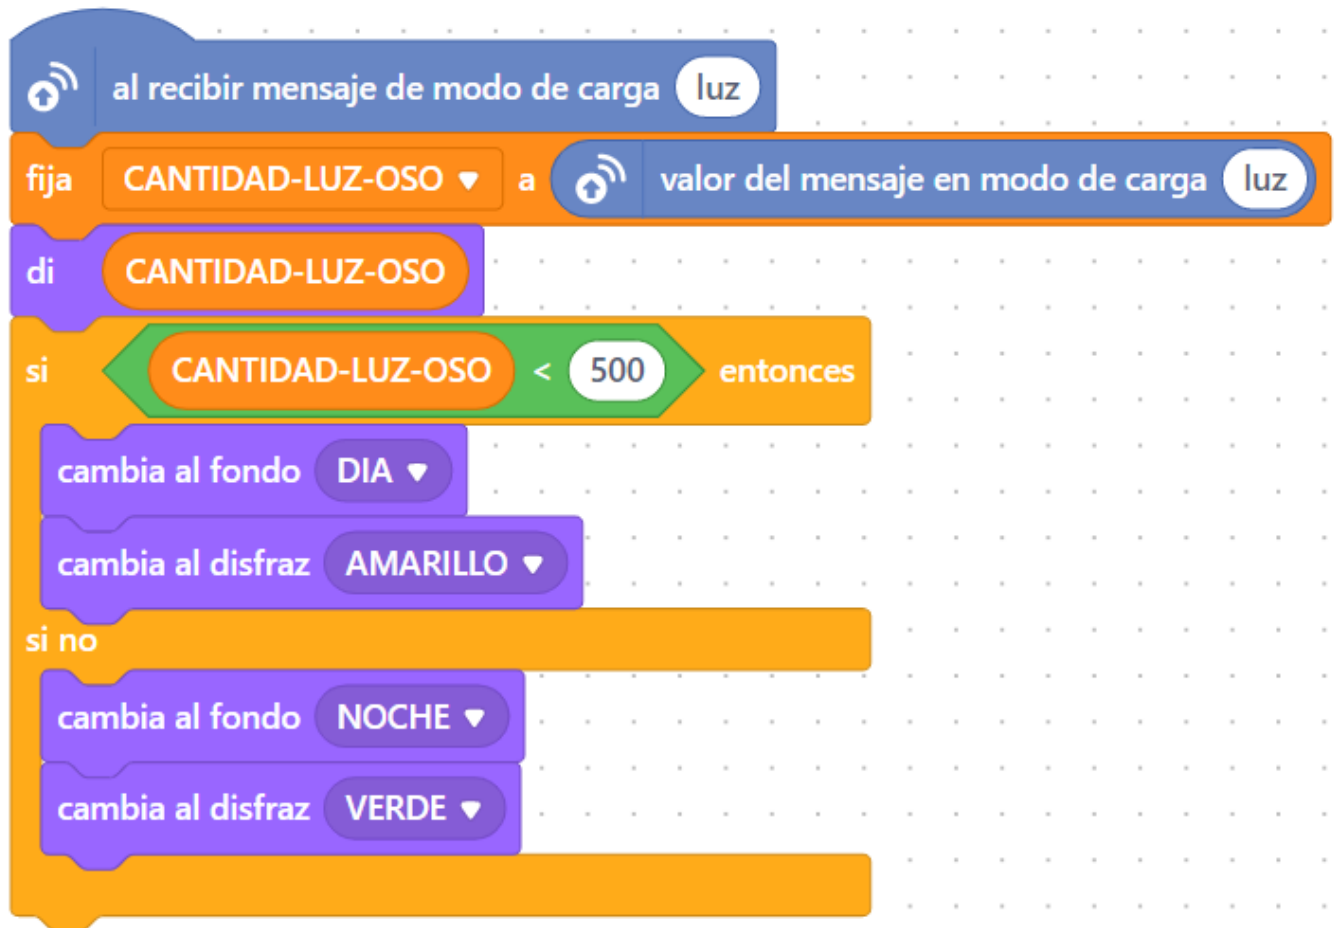 al recibir mensaje de modo de carga luz
fija CANTIDAD-LUZ-OSO a valor del mensaje en modo de carga luz
di CANTIDAD-LUZ-OSO
si CANTIDAD-LUZ-OSO < 500 entonces
cambia al fondo DIA
cambia al disfraz AMARILLO
si no
cambia al fondo NOCHE
cambia al disfraz VERDE